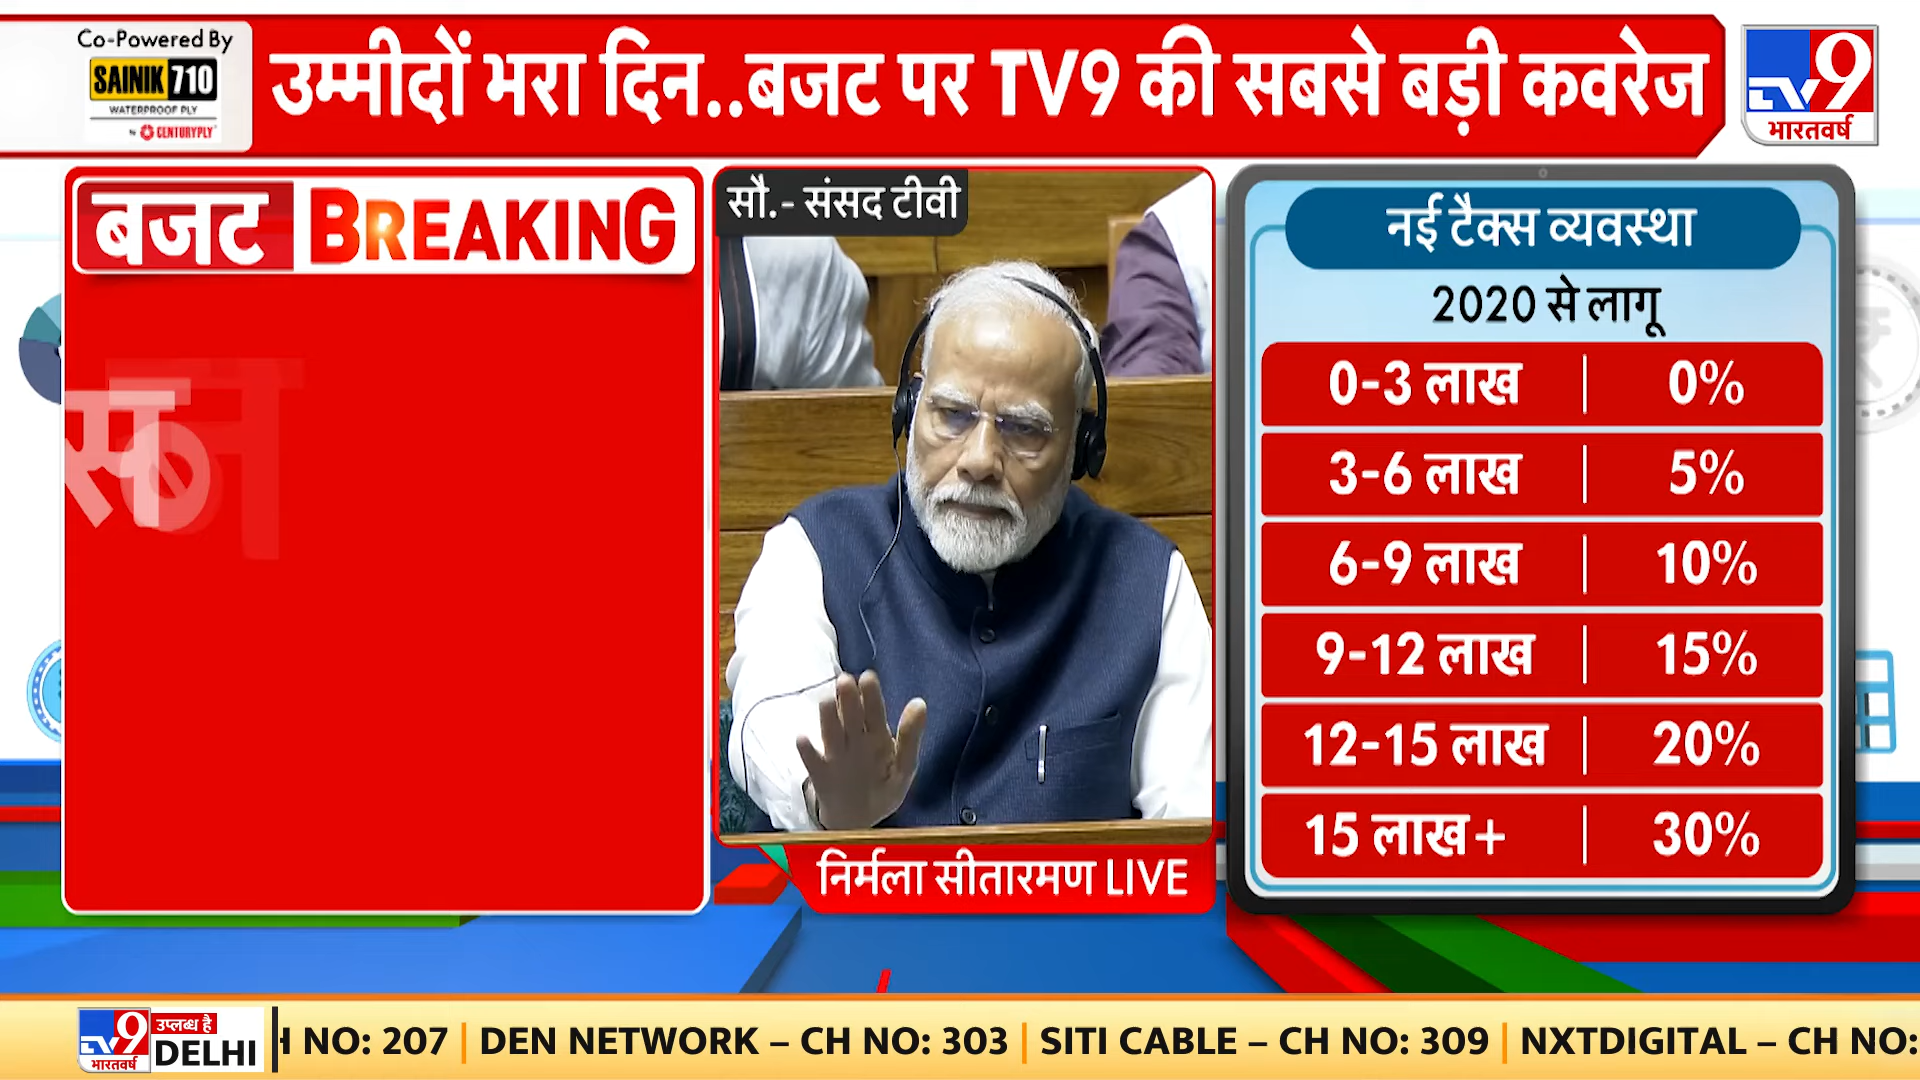 Co-Powered By
SAINIK 710
WATERPROOF PLY
by CENTURYPLY
उम्मीदों भरा दिन..बजट पर TV9 की सबसे बड़ी कवरेज
TV9
भारतवर्ष
बजट BREAKING
सौ.- संसद टीवी
निर्मला सीतारमण LIVE
नई टैक्स व्यवस्था
2020 से लागू
0-3 लाख | 0%
3-6 लाख | 5%
6-9 लाख | 10%
9-12 लाख | 15%
12-15 लाख | 20%
15 लाख+ | 30%
TV9
भारतवर्ष
उपलब्ध है
DELHI
NO: 207 | DEN NETWORK – CH NO: 303 | SITI CABLE – CH NO: 309 | NXTDIGITAL – CH NO: